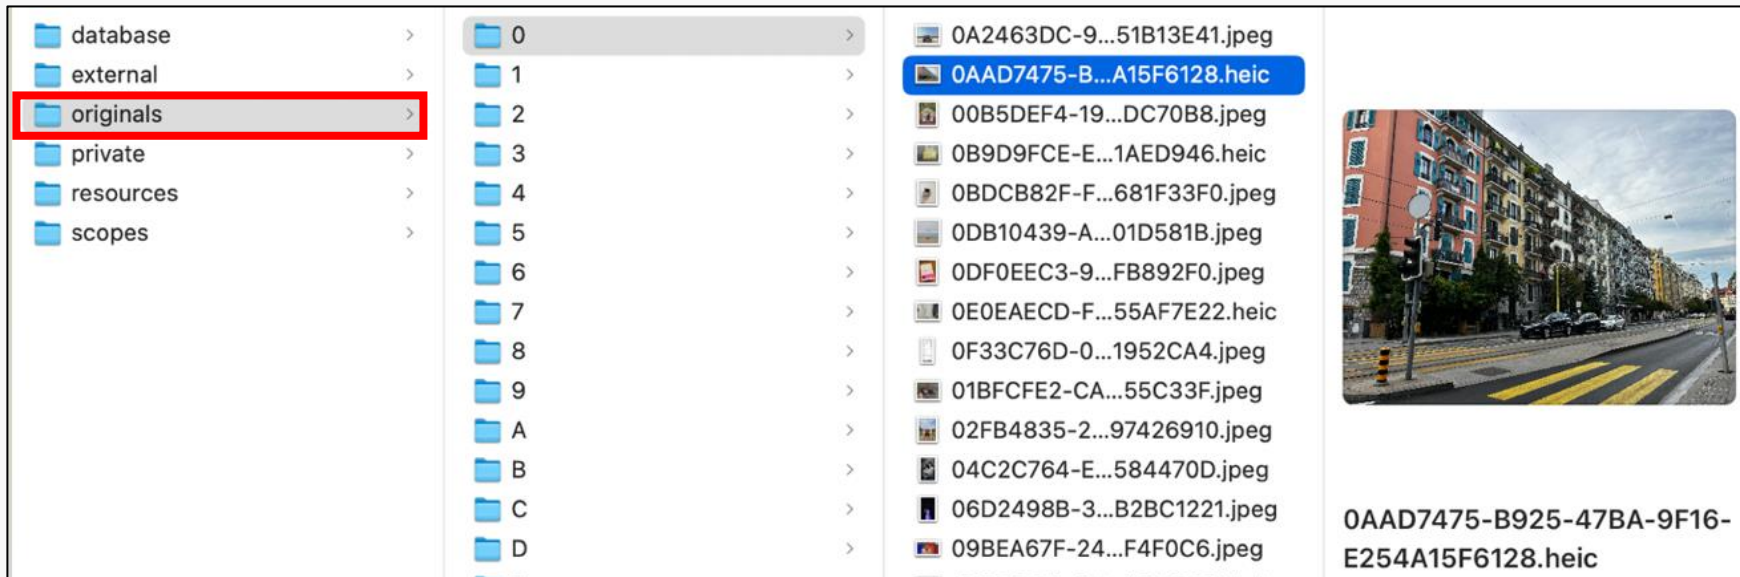 database
external
originals
private
resources
scopes
0
1
2
3
4
5
6
7
8
9
A
B
C
D
0A2463DC-9...51B13E41.jpeg
0AAD7475-B...A15F6128.heic
00B5DEF4-19...DC70B8.jpeg
0B9D9FCE-E...1AED946.heic
0BDCB82F-F...681F33F0.jpeg
0DB10439-A...01D581B.jpeg
0DF0EEC3-9...FB892F0.jpeg
0E0EAECD-F...55AF7E22.heic
0F33C76D-0...1952CA4.jpeg
01BFCFE2-CA...55C33F.jpeg
02FB4835-2...97426910.jpeg
04C2C764-E...584470D.jpeg
06D2498B-3...B2BC1221.jpeg
09BEA67F-24...F4F0C6.jpeg
0AAD7475-B925-47BA-9F16-
E254A15F6128.heic